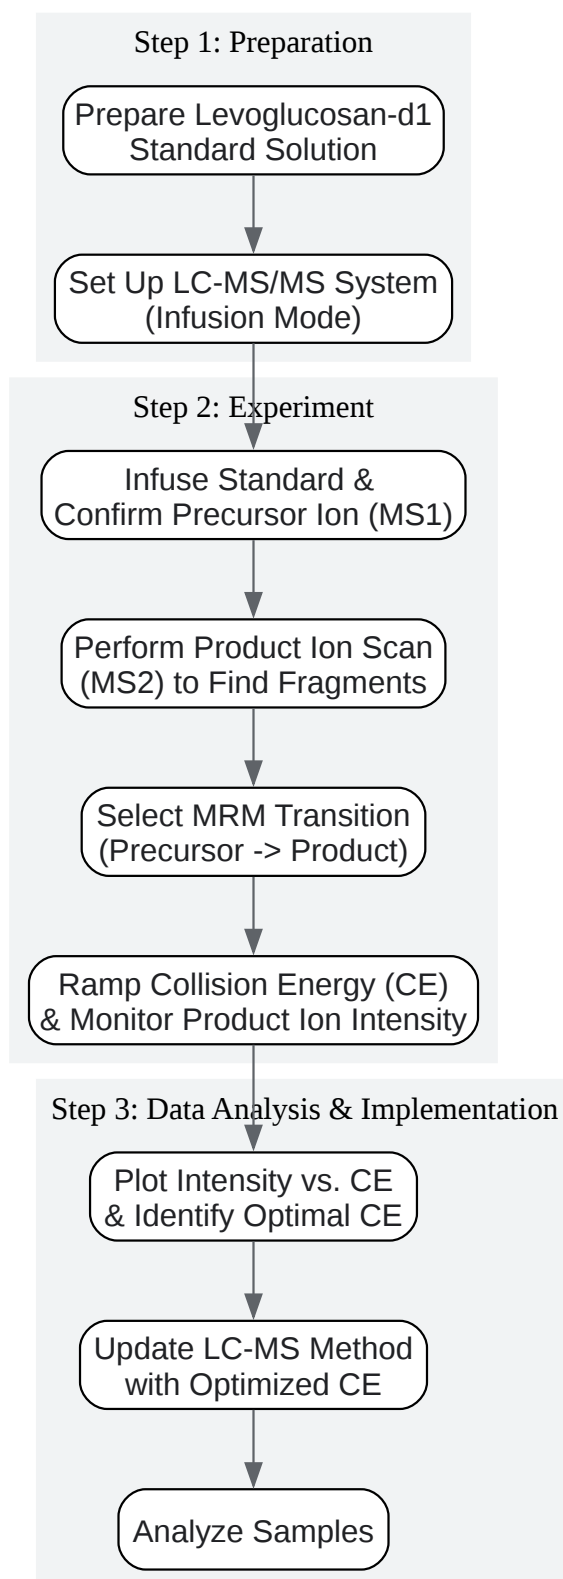 Step 1: Preparation
Prepare Levoglucosan-d1
Standard Solution
Set Up LC-MS/MS System
(Infusion Mode)
Step 2: Experiment
Infuse Standard &
Confirm Precursor Ion (MS1)
Perform Product Ion Scan
(MS2) to Find Fragments
Select MRM Transition
(Precursor -> Product)
Ramp Collision Energy (CE)
& Monitor Product Ion Intensity
Step 3: Data Analysis & Implementation
Plot Intensity vs. CE
& Identify Optimal CE
Update LC-MS Method
with Optimized CE
Analyze Samples